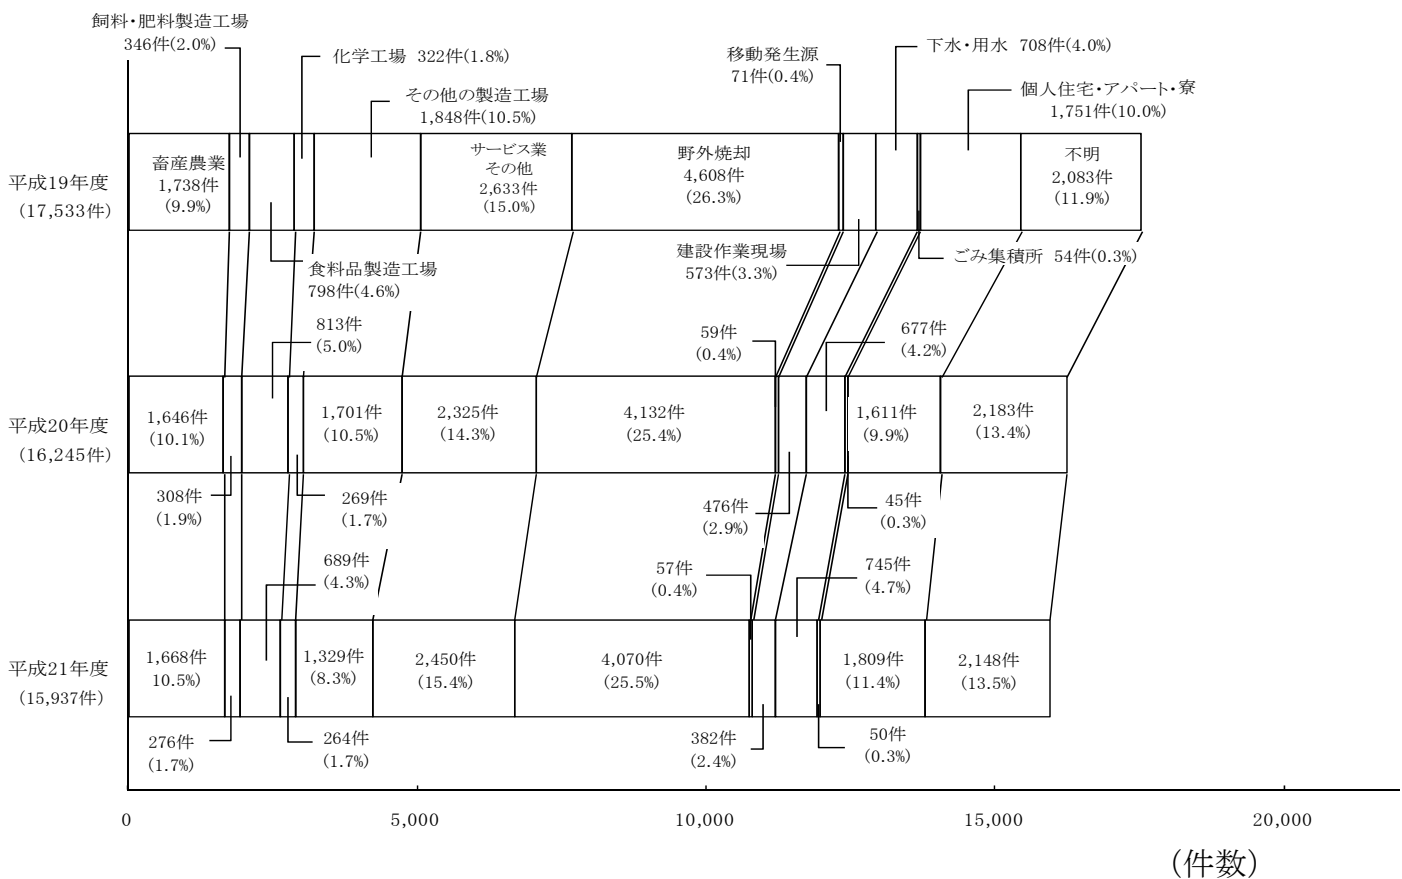 飼料・肥料製造工場
346件(2.0%)
化学工場 322件(1.8%)
その他の製造工場
1,848件(10.5%)
移動発生源
71件(0.4%)
下水・用水 708件(4.0%)
個人住宅・アパート・寮
1,751件(10.0%)
平成19年度
(17,533件)
畜産農業
1,738件
(9.9%)
サービス業
その他
2,633件
(15.0%)
野外焼却
4,608件
(26.3%)
不明
2,083件
(11.9%)
食料品製造工場
798件(4.6%)
建設作業現場
573件(3.3%)
ごみ集積所 54件(0.3%)
813件
(5.0%)
59件
(0.4%)
677件
(4.2%)
平成20年度
(16,245件)
1,646件
(10.1%)
1,701件
(10.5%)
2,325件
(14.3%)
4,132件
(25.4%)
1,611件
(9.9%)
2,183件
(13.4%)
308件
(1.9%)
269件
(1.7%)
476件
(2.9%)
45件
(0.3%)
689件
(4.3%)
57件
(0.4%)
745件
(4.7%)
平成21年度
(15,937件)
1,668件
10.5%)
1,329件
(8.3%)
2,450件
(15.4%)
4,070件
(25.5%)
1,809件
(11.4%)
2,148件
(13.5%)
276件
(1.7%)
264件
(1.7%)
382件
(2.4%)
50件
(0.3%)
0
5,000
10,000
15,000
20,000
(件数)